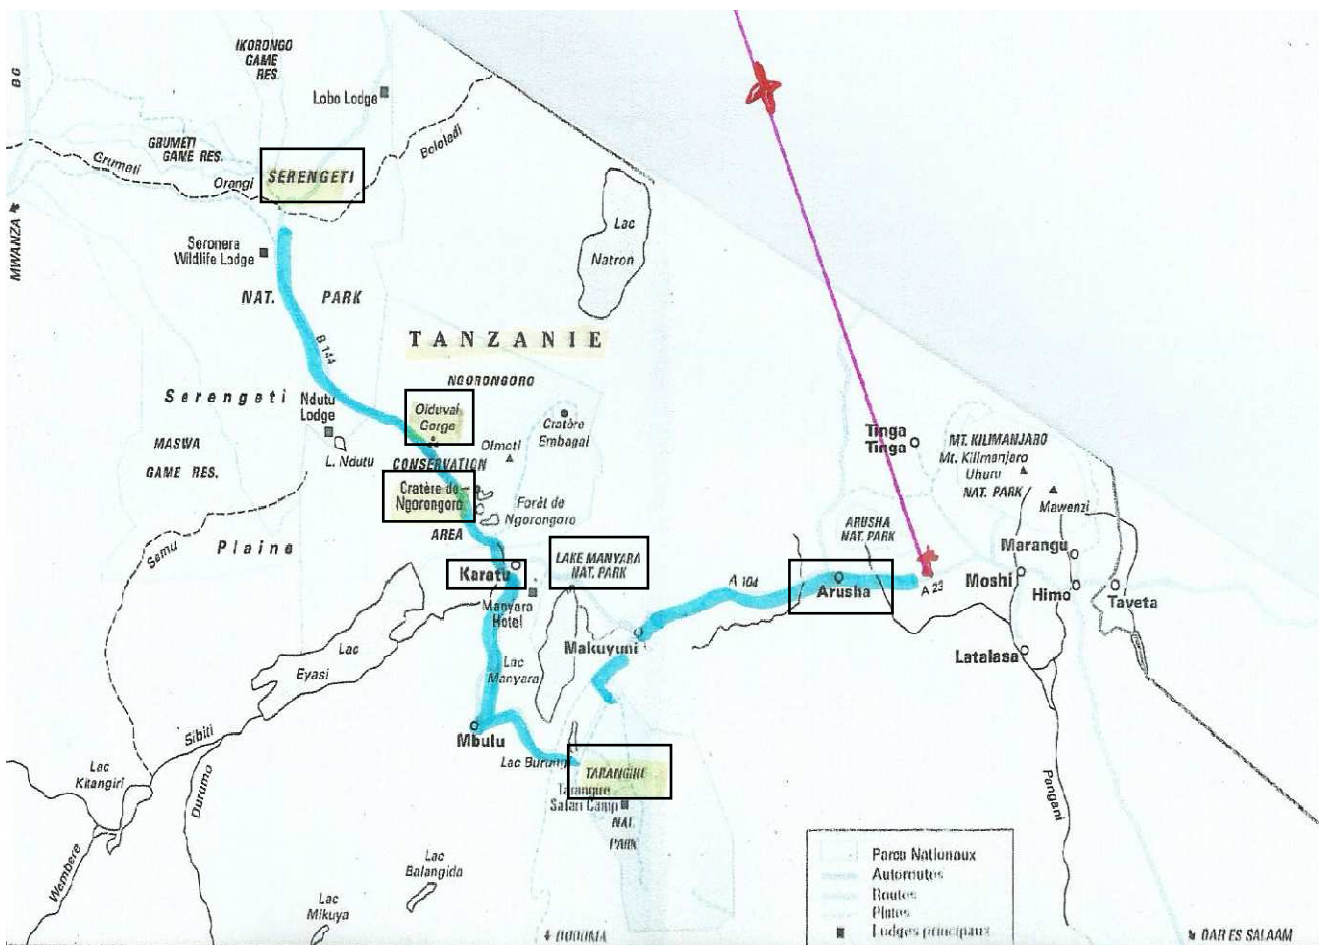 IKORONGO
GAME
RES.
BG
Lobo Lodge
GRUMETI
GAME RES.
Bololedi
Grumeti
Orangi
SERENGETI
MWANZA
Seronera
Wildlife Lodge
Lac
Natron
NAT. PARK
B 144
TANZANIE
NGORONGORO
Serengeti
Ndutu
Lodge
Olduvai
Gorge
Cratère
Embagai
Olmoti
Tinga
Tinga
MASWA
GAME RES.
L. Ndutu
CONSERVATION
MT. KILIMANJARO
Mt. Kilimanjaro
Uhuru
NAT. PARK
Mawenzi
Cratère de
Ngorongoro
Forêt de
Ngorongoro
AREA
ARUSHA
NAT. PARK
Plaine
Semu
LAKE MANYARA
NAT. PARK
Marangu
Karatu
A 104
Arusha
A 23
Moshi
Himo
Taveta
Manyara
Hotel
Makuyuni
Latalasa
Lac
Eyasi
Lac
Manyara
Sibiti
Mbulu
Lac Burungi
TARANGIRE
Tarangire
Safari Camp
NAT.
PARK
Lac
Kitangiri
Durumo
Pangani
Wembere
Lac
Balangida
Lac
Mikuya
DODOMA
Parcs Nationaux
Autoroutes
Routes
Pistes
Lodges principaux
DAR ES SALAAM